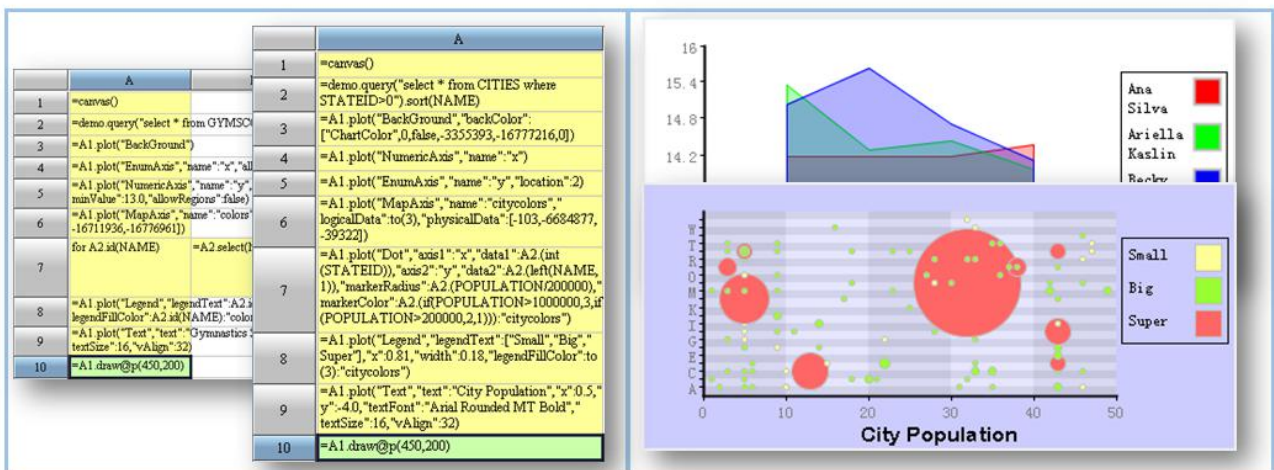 A
1 =canvas()
2 =demo.query("select * from GYMSC
3 =A1.plot("BackGround")
4 =A1.plot("EnumAxis","name":"x","all
5 =A1.plot("NumericAxis","name":"y",
minValue":13.0,"allowRegions":false)
6 =A1.plot("MapAxis","name":"colors"
-16711936,-16776961])
7 for A2.id(NAME) =A2.select(
8 =A1.plot("Legend","legendText":A2.i
legendFillColor":A2.id(NAME):"colo
9 =A1.plot("Text","text":"Gymnastics
textSize":16,"vAlign":32)
10 =A1.draw@p(450,200)
A
1 =canvas()
2 =demo.query("select * from CITIES where
STATEID>0").sort(NAME)
3 =A1.plot("BackGround","backColor":
["ChartColor",0,false,-3355393,-16777216,0])
4 =A1.plot("NumericAxis","name":"x")
5 =A1.plot("EnumAxis","name":"y","location":2)
6 =A1.plot("MapAxis","name":"citycolors","
logicalData":to(3),"physicalData":[-103,-6684877,
-39322])
7 =A1.plot("Dot","axis1":"x","data1":A2.(int
(STATEID)),"axis2":"y","data2":A2.(left(NAME,
1)),"markerRadius":A2.(POPULATION/200000),"
markerColor":A2.(if(POPULATION>1000000,3,if
(POPULATION>200000,2,1))):"citycolors")
8 =A1.plot("Legend","legendText":["Small","Big","
Super"],"x":0.81,"width":0.18,"legendFillColor":to
(3):"citycolors")
9 =A1.plot("Text","text":"City Population","x":0.5,"
y":-4.0,"textFont":"Arial Rounded MT Bold","
textSize":16,"vAlign":32)
10 =A1.draw@p(450,200)
16
15.4
14.8
14.2
Ana
Silva
Ariella
Kaslin
Becky
W
T
R
O
M
K
I
G
E
C
A
0 10 20 30 40 50
City Population
Small
Big
Super